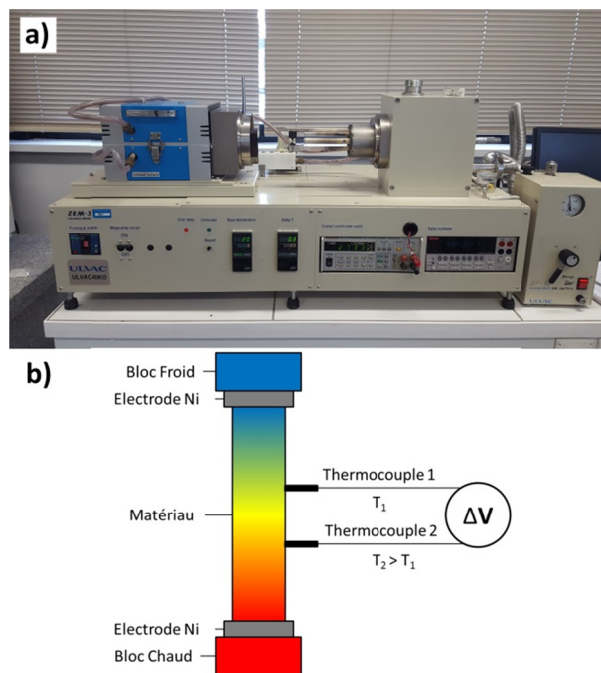 a)
ZEM-3
ULVAC
ULVAC-RIKO
ULVAC
b)
Bloc Froid
Electrode Ni
Thermocouple 1
T1
Matériau
ΔV
Thermocouple 2
T2 > T1
Electrode Ni
Bloc Chaud